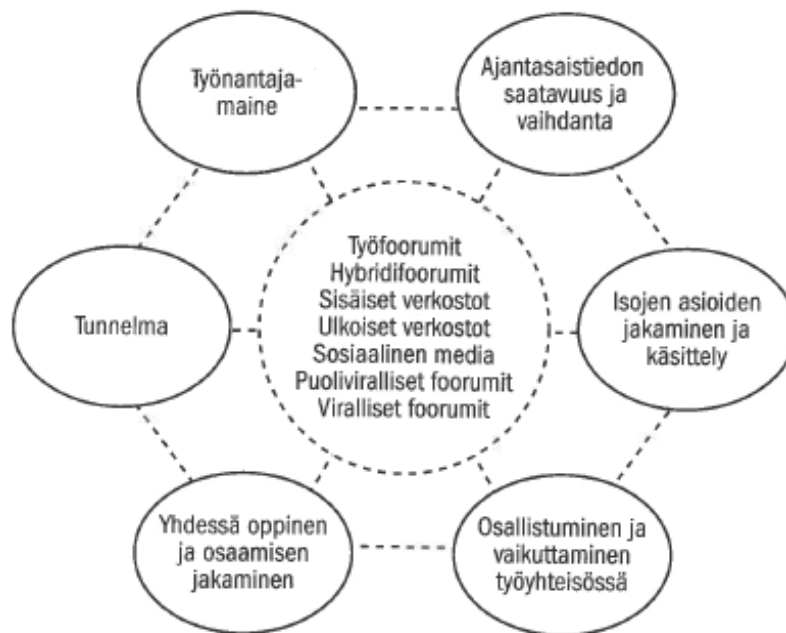 Työnantaja-
maine
Ajantasaistiedon
saatavuus ja
vaihdanta
Työfoorumit
Hybridifoorumit
Sisäiset verkostot
Ulkoiset verkostot
Sosiaalinen media
Puoliviralliset foorumit
Viralliset foorumit
Tunnelma
Isojen asioiden
jakaminen ja
käsittely
Yhdessä oppinen
ja osaamisen
jakaminen
Osallistuminen ja
vaikuttaminen
työyhteisössä